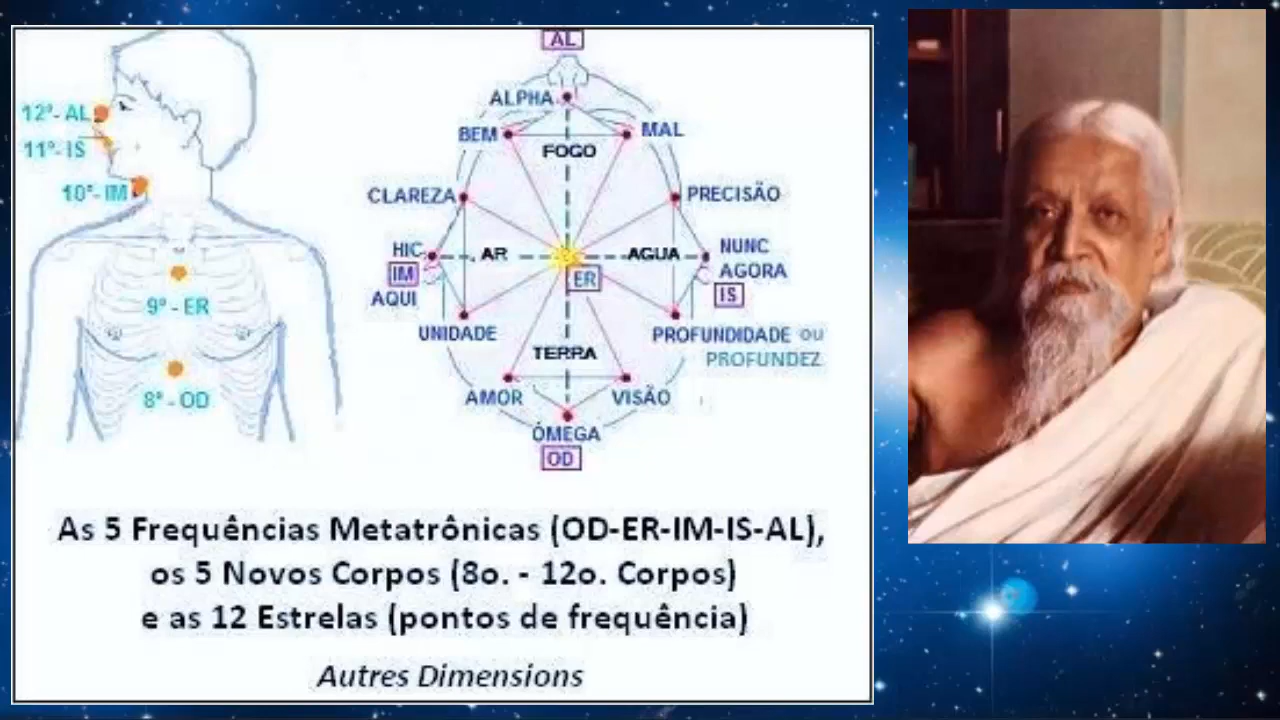 12º- AL
11º- IS
10º- IM
9º - ER
8º - OD
AL
ALPHA
BEM
MAL
FOGO
CLAREZA
PRECISÃO
HIC
AR
AGUA
NUNC
IM
ER
AGORA
AQUI
IS
UNIDADE
PROFUNDIDADE ou
PROFUNDEZ
TERRA
AMOR
VISÃO
ÔMEGA
OD
As 5 Frequências Metatrônicas (OD-ER-IM-IS-AL),
os 5 Novos Corpos (8o. - 12o. Corpos)
e as 12 Estrelas (pontos de frequência)
Autres Dimensions